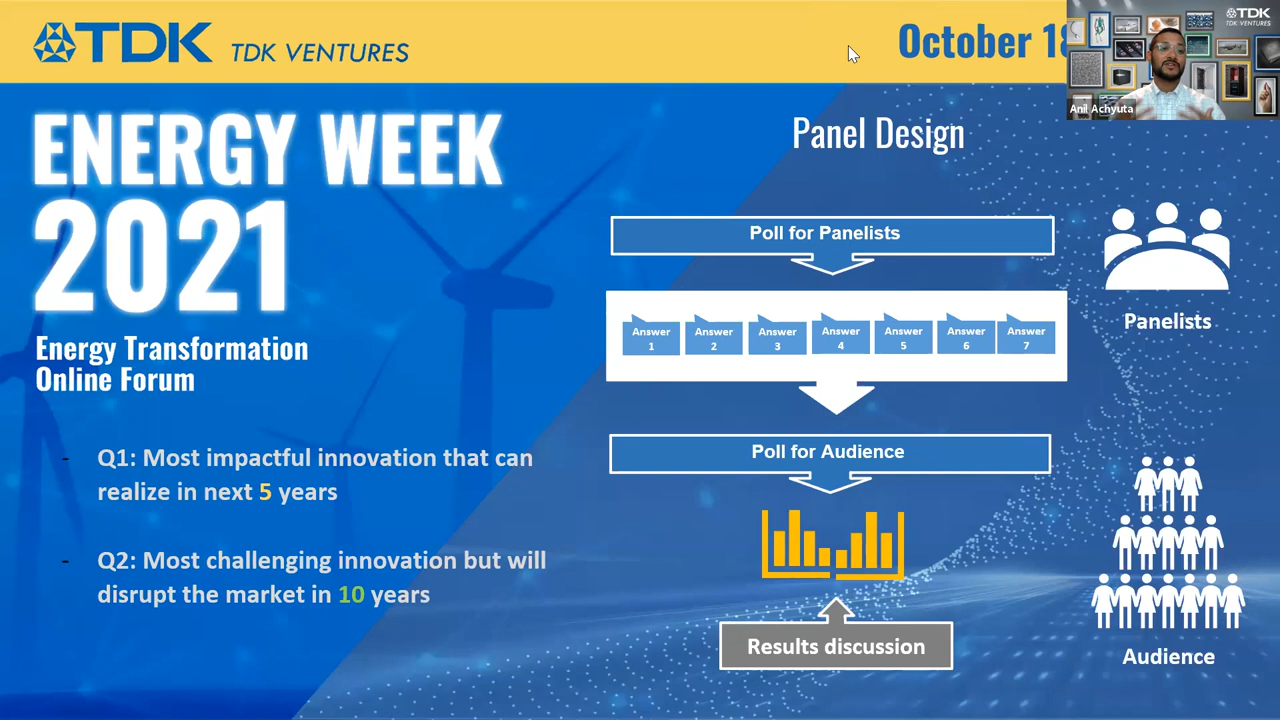 TDK TDK VENTURES
October 18
TDK
TDK VENTURES
Anil Achyuta
ENERGY WEEK
2021
Energy Transformation
Online Forum
- Q1: Most impactful innovation that can
realize in next 5 years
- Q2: Most challenging innovation but will
disrupt the market in 10 years
Panel Design
Poll for Panelists
Answer 1
Answer 2
Answer 3
Answer 4
Answer 5
Answer 6
Answer 7
Panelists
Poll for Audience
Results discussion
Audience